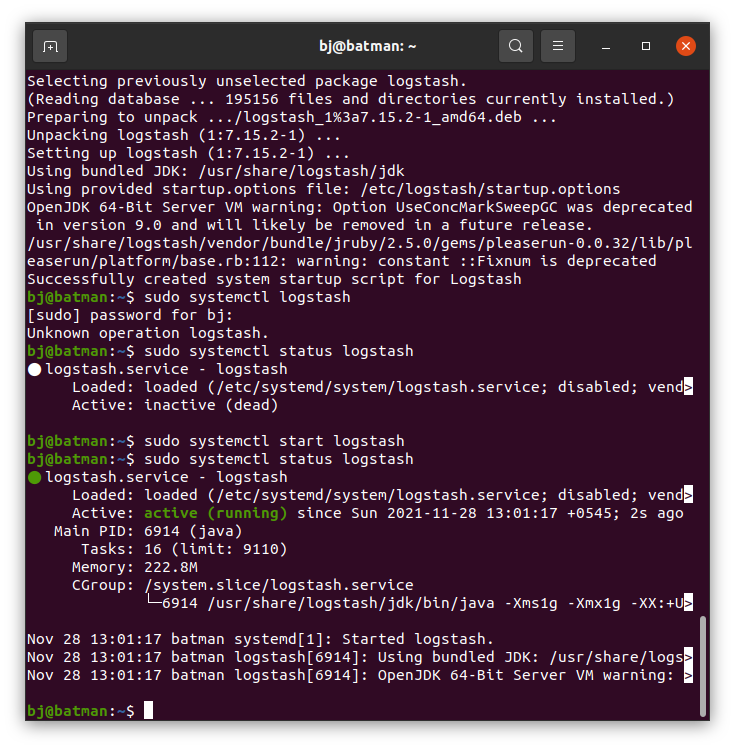 bj@batman: ~
Selecting previously unselected package logstash.
(Reading database ... 195156 files and directories currently installed.)
Preparing to unpack .../logstash_1%3a7.15.2-1_amd64.deb ...
Unpacking logstash (1:7.15.2-1) ...
Setting up logstash (1:7.15.2-1) ...
Using bundled JDK: /usr/share/logstash/jdk
Using provided startup.options file: /etc/logstash/startup.options
OpenJDK 64-Bit Server VM warning: Option UseConcMarkSweepGC was deprecated
 in version 9.0 and will likely be removed in a future release.
/usr/share/logstash/vendor/bundle/jruby/2.5.0/gems/pleaserun-0.0.32/lib/pl
easerun/platform/base.rb:112: warning: constant ::Fixnum is deprecated
Successfully created system startup script for Logstash
bj@batman:~$ sudo systemctl logstash
[sudo] password for bj:
Unknown operation logstash.
bj@batman:~$ sudo systemctl status logstash
● logstash.service - logstash
     Loaded: loaded (/etc/systemd/system/logstash.service; disabled; vend>
     Active: inactive (dead)
bj@batman:~$ sudo systemctl start logstash
bj@batman:~$ sudo systemctl status logstash
● logstash.service - logstash
     Loaded: loaded (/etc/systemd/system/logstash.service; disabled; vend>
     Active: active (running) since Sun 2021-11-28 13:01:17 +0545; 2s ago
   Main PID: 6914 (java)
      Tasks: 16 (limit: 9110)
     Memory: 222.8M
     CGroup: /system.slice/logstash.service
             └─6914 /usr/share/logstash/jdk/bin/java -Xms1g -Xmx1g -XX:+U>
Nov 28 13:01:17 batman systemd[1]: Started logstash.
Nov 28 13:01:17 batman logstash[6914]: Using bundled JDK: /usr/share/logs>
Nov 28 13:01:17 batman logstash[6914]: OpenJDK 64-Bit Server VM warning: >
bj@batman:~$